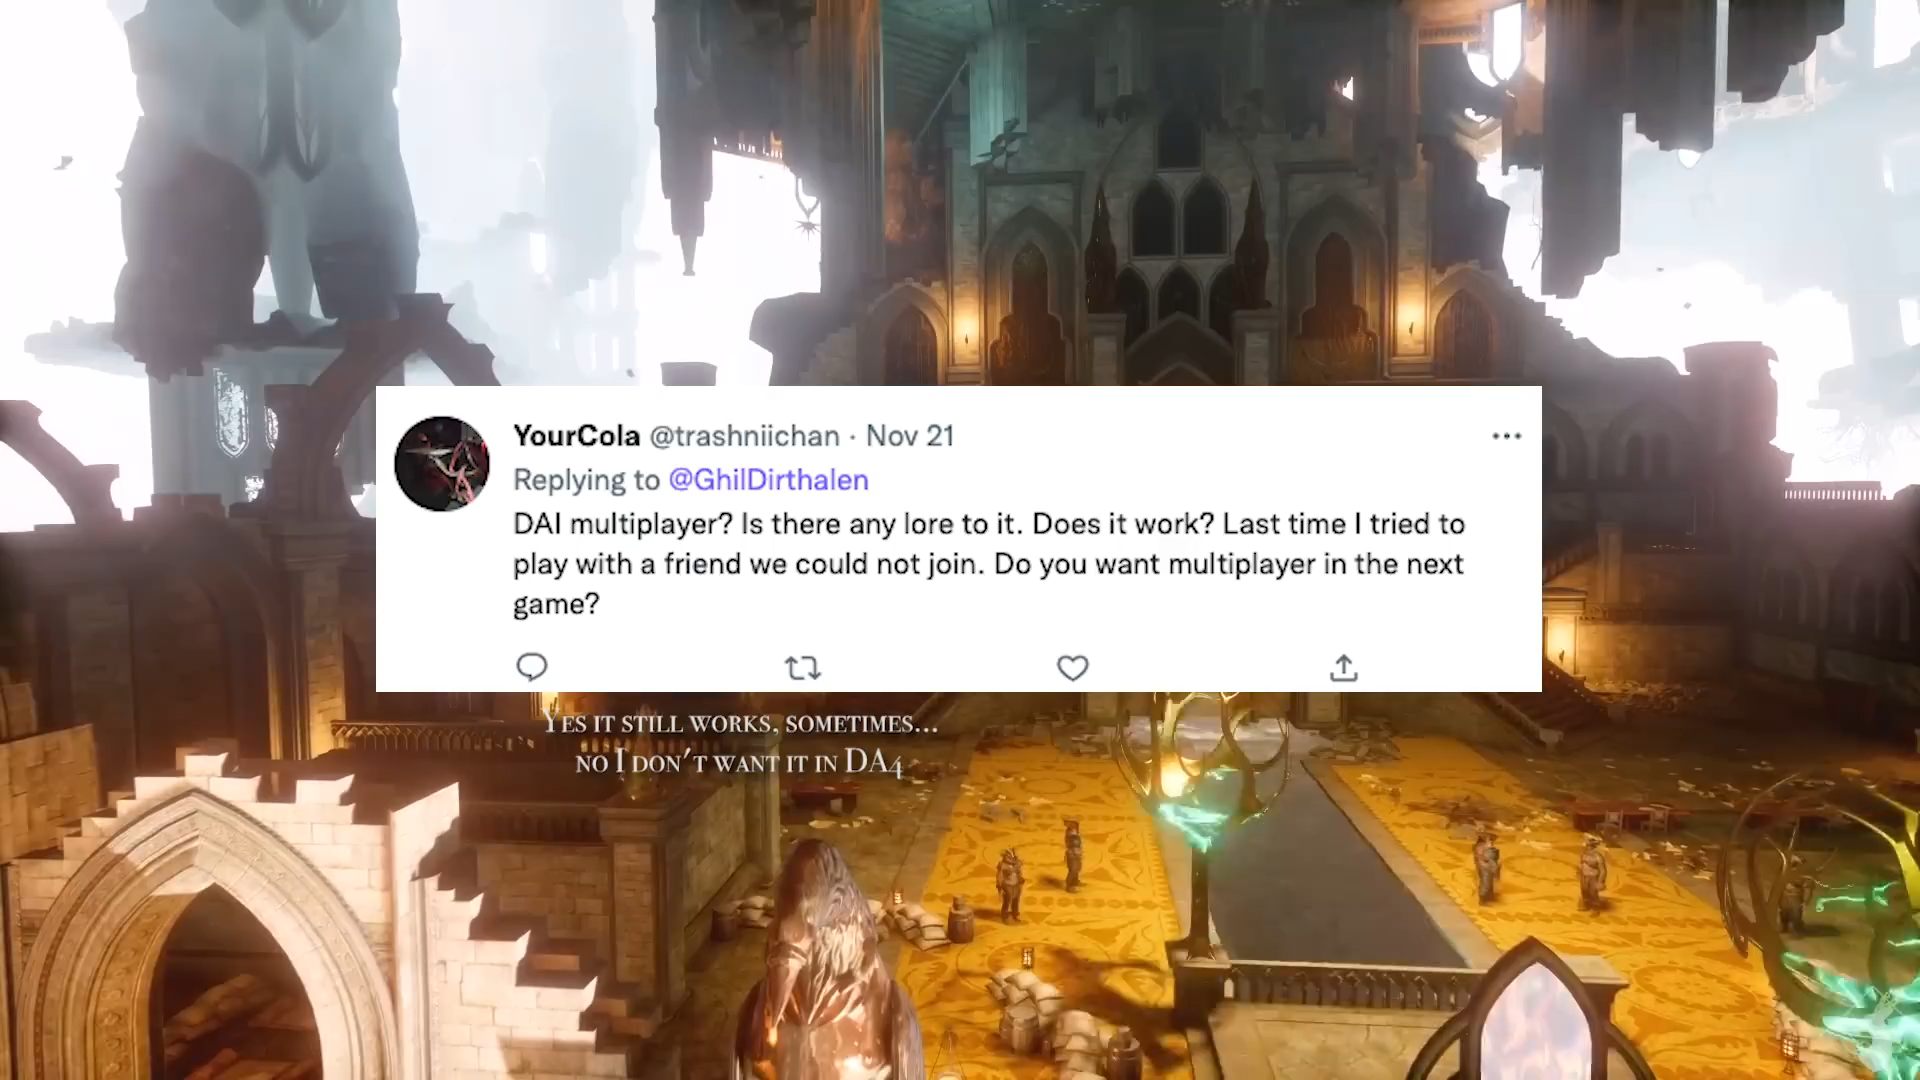 YourCola @trashniichan · Nov 21
Replying to @GhilDirthalen
DAI multiplayer? Is there any lore to it. Does it work? Last time I tried to
play with a friend we could not join. Do you want multiplayer in the next
game?
Yes it still works, sometimes...
no I don't want it in DA4